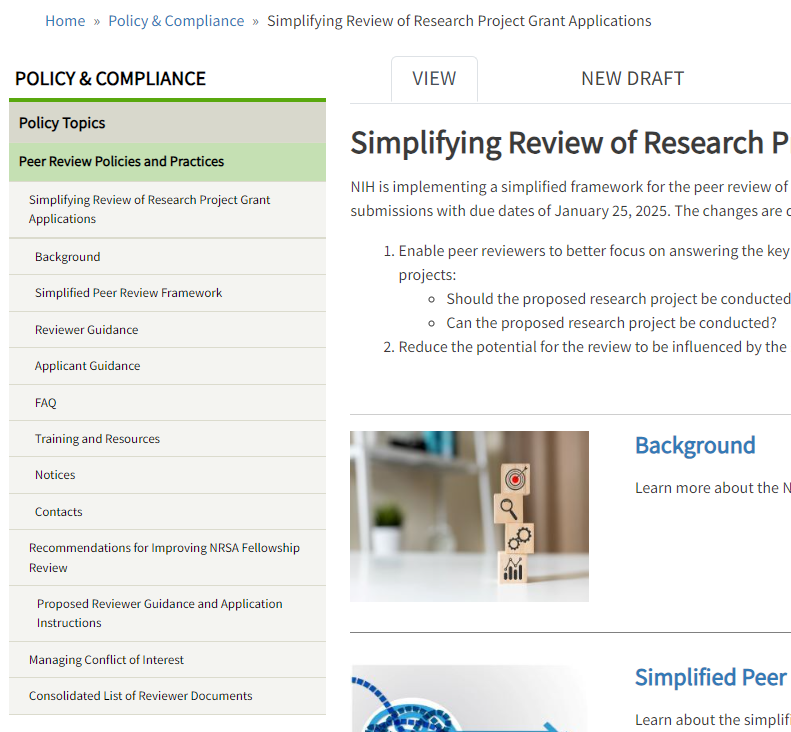 Home » Policy & Compliance » Simplifying Review of Research Project Grant Applications
POLICY & COMPLIANCE
Policy Topics
Peer Review Policies and Practices
Simplifying Review of Research Project Grant
Applications
Background
Simplified Peer Review Framework
Reviewer Guidance
Applicant Guidance
FAQ
Training and Resources
Notices
Contacts
Recommendations for Improving NRSA Fellowship
Review
Proposed Reviewer Guidance and Application
Instructions
Managing Conflict of Interest
Consolidated List of Reviewer Documents
VIEW
NEW DRAFT
Simplifying Review of Research P
NIH is implementing a simplified framework for the peer review of
submissions with due dates of January 25, 2025. The changes are
1. Enable peer reviewers to better focus on answering the key
projects:
Should the proposed research project be conducted
Can the proposed research project be conducted?
2. Reduce the potential for the review to be influenced by the
Background
Learn more about the N
Simplified Peer
Learn about the simplifi